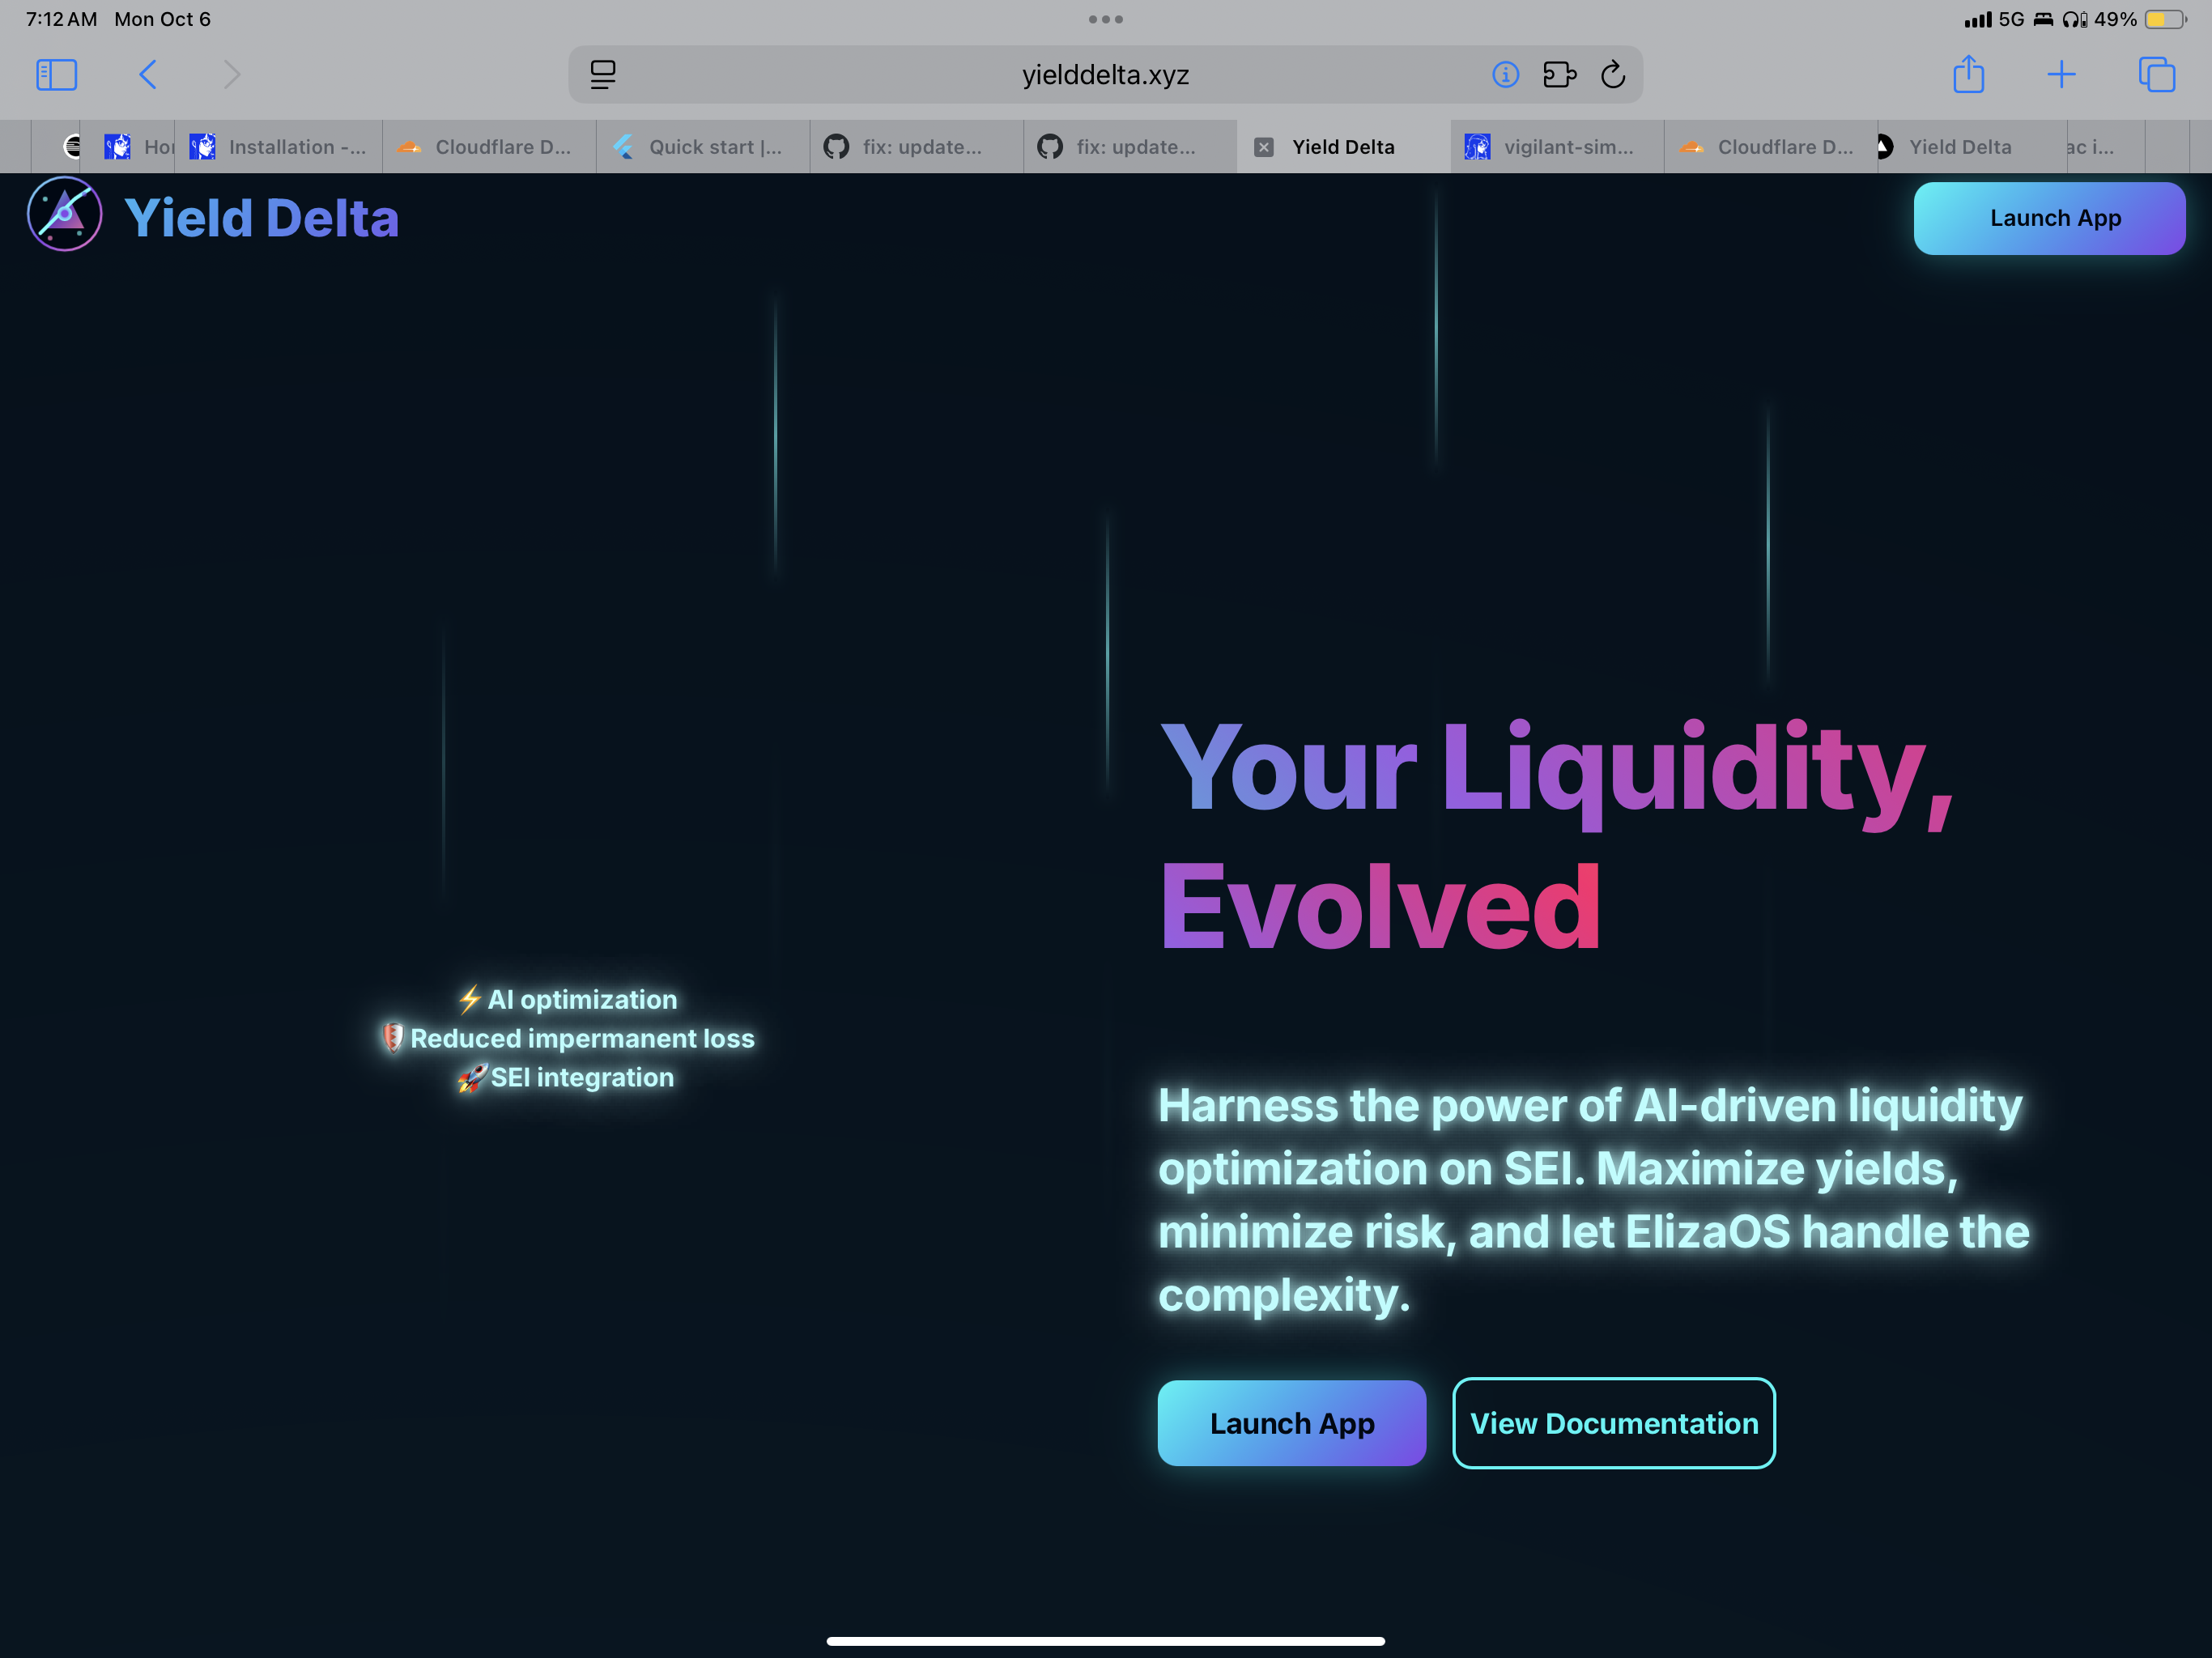 7:12 AM Mon Oct 6
5G 49%
yielddelta.xyz
Installation -...
Cloudflare D...
Quick start |...
fix: update...
fix: update...
Yield Delta
vigilant-sim...
Cloudflare D...
Yield Delta
Yield Delta
Launch App
Your Liquidity,
Evolved
⚡AI optimization
🛡️Reduced impermanent loss
🚀SEI integration
Harness the power of AI-driven liquidity
optimization on SEI. Maximize yields,
minimize risk, and let ElizaOS handle the
complexity.
Launch App
View Documentation